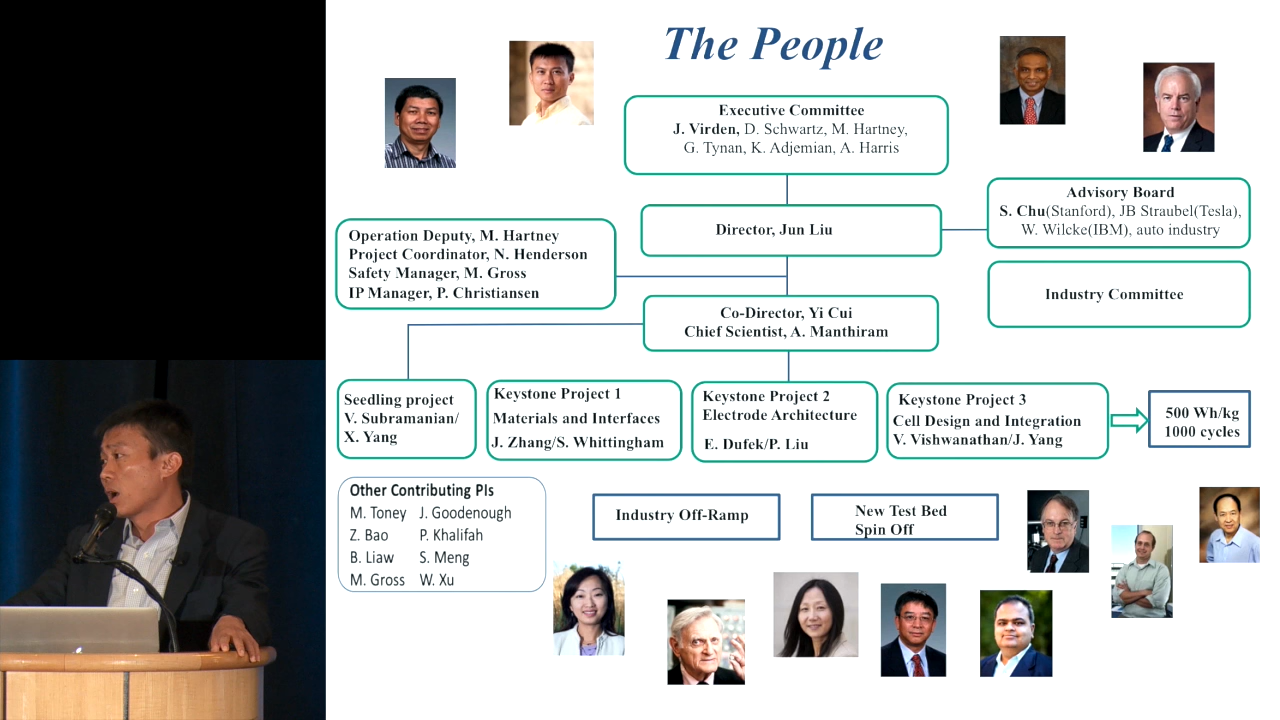 The People
Executive Committee
J. Virden, D. Schwartz, M. Hartney,
G. Tynan, K. Adjemian, A. Harris
Advisory Board
S. Chu(Stanford), JB Straubel(Tesla),
W. Wilcke(IBM), auto industry
Director, Jun Liu
Operation Deputy, M. Hartney
Project Coordinator, N. Henderson
Safety Manager, M. Gross
IP Manager, P. Christiansen
Industry Committee
Co-Director, Yi Cui
Chief Scientist, A. Manthiram
Seedling project
V. Subramanian/
X. Yang
Keystone Project 1
Materials and Interfaces
J. Zhang/S. Whittingham
Keystone Project 2
Electrode Architecture
E. Dufek/P. Liu
Keystone Project 3
Cell Design and Integration
V. Vishwanathan/J. Yang
500 Wh/kg
1000 cycles
Other Contributing PIs
M. Toney J. Goodenough
Z. Bao P. Khalifah
B. Liaw S. Meng
M. Gross W. Xu
Industry Off-Ramp
New Test Bed
Spin Off